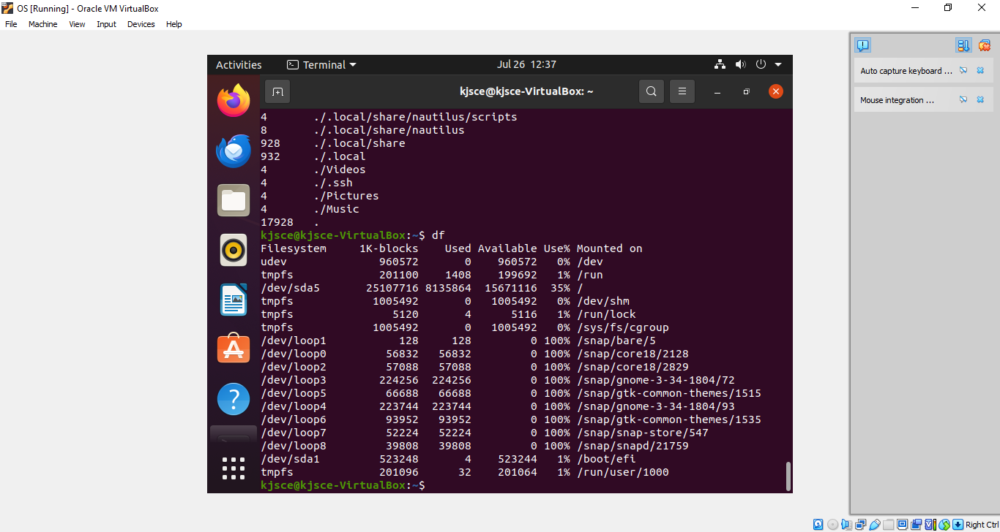 OS [Running] - Oracle VM VirtualBox
File Machine View Input Devices Help
Activities Terminal Jul 26 12:37
kjsce@kjsce-VirtualBox: ~
Auto capture keyboard ...
Mouse integration ...
4 ./.local/share/nautilus/scripts
8 ./.local/share/nautilus
928 ./.local/share
932 ./.local
4 ./Videos
4 ./.ssh
4 ./Pictures
4 ./Music
17928 .
kjsce@kjsce-VirtualBox:~$ df
Filesystem 1K-blocks Used Available Use% Mounted on
udev 960572 0 960572 0% /dev
tmpfs 201100 1408 199692 1% /run
/dev/sda5 25107716 8135864 15671116 35% /
tmpfs 1005492 0 1005492 0% /dev/shm
tmpfs 5120 4 5116 1% /run/lock
tmpfs 1005492 0 1005492 0% /sys/fs/cgroup
/dev/loop1 128 128 0 100% /snap/bare/5
/dev/loop0 56832 56832 0 100% /snap/core18/2128
/dev/loop2 57088 57088 0 100% /snap/core18/2829
/dev/loop3 224256 224256 0 100% /snap/gnome-3-34-1804/72
/dev/loop5 66688 66688 0 100% /snap/gtk-common-themes/1515
/dev/loop4 223744 223744 0 100% /snap/gnome-3-34-1804/93
/dev/loop6 93952 93952 0 100% /snap/gtk-common-themes/1535
/dev/loop7 52224 52224 0 100% /snap/snap-store/547
/dev/loop8 39808 39808 0 100% /snap/snapd/21759
/dev/sda1 523248 4 523244 1% /boot/efi
tmpfs 201096 32 201064 1% /run/user/1000
kjsce@kjsce-VirtualBox:~$
Right Ctrl